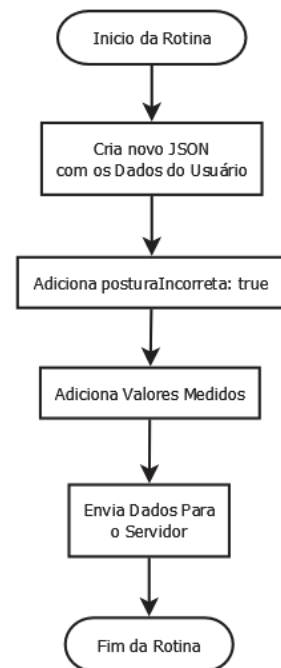 Inicio da Rotina
Cria novo JSON
com os Dados do Usuário
Adiciona posturaIncorreta: true
Adiciona Valores Medidos
Envia Dados Para
o Servidor
Fim da Rotina